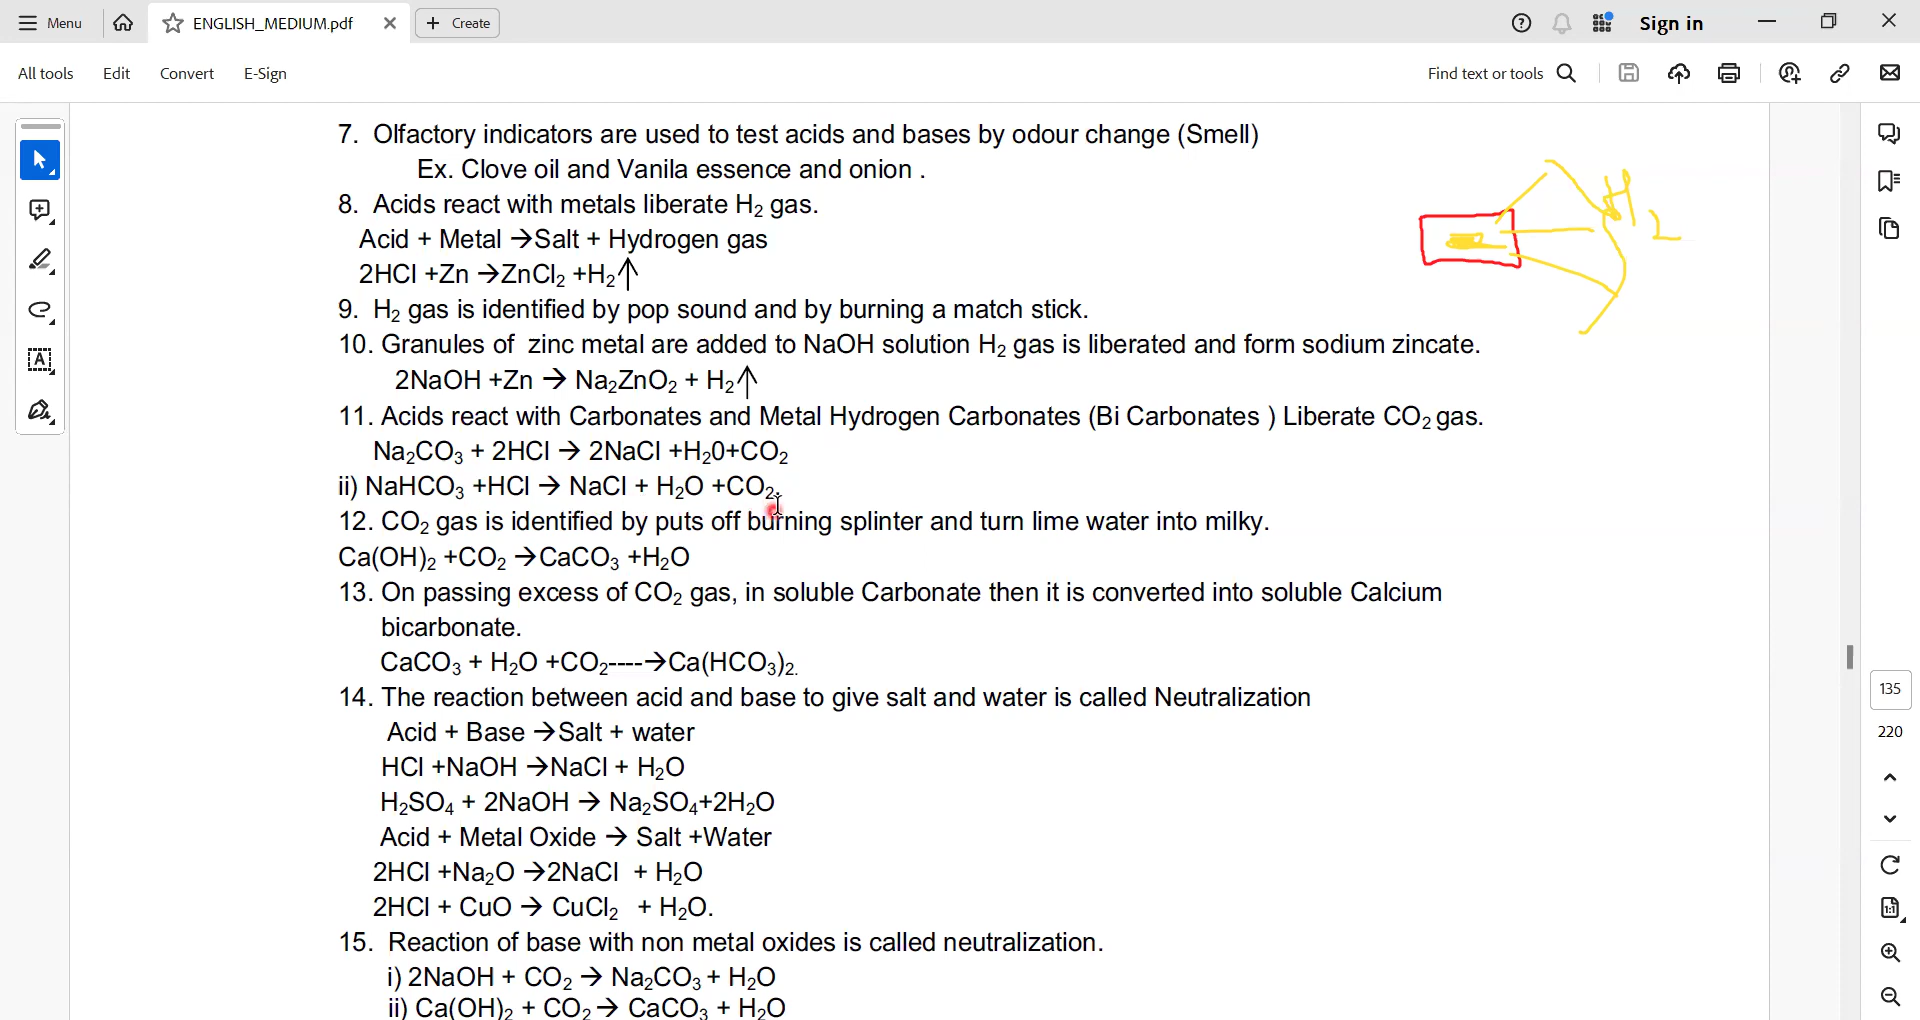 Menu ENGLISH_MEDIUM.pdf Create Sign in
All tools Edit Convert E-Sign Find text or tools
7. Olfactory indicators are used to test acids and bases by odour change (Smell)
Ex. Clove oil and Vanila essence and onion .
8. Acids react with metals liberate H₂ gas.
Acid + Metal →Salt + Hydrogen gas
2HCl +Zn →ZnCl₂ +H₂↑
9. H₂ gas is identified by pop sound and by burning a match stick.
10. Granules of zinc metal are added to NaOH solution H₂ gas is liberated and form sodium zincate.
2NaOH +Zn → Na₂ZnO₂ + H₂↑
11. Acids react with Carbonates and Metal Hydrogen Carbonates (Bi Carbonates ) Liberate CO₂ gas.
Na₂CO₃ + 2HCl → 2NaCl +H₂0+CO₂
ii) NaHCO₃ +HCl → NaCl + H₂O +CO₂.
12. CO₂ gas is identified by puts off burning splinter and turn lime water into milky.
Ca(OH)₂ +CO₂ →CaCO₃ +H₂O
13. On passing excess of CO₂ gas, in soluble Carbonate then it is converted into soluble Calcium
bicarbonate.
CaCO₃ + H₂O +CO₂----→Ca(HCO₃)₂.
14. The reaction between acid and base to give salt and water is called Neutralization
Acid + Base →Salt + water
HCl +NaOH →NaCl + H₂O
H₂SO₄ + 2NaOH → Na₂SO₄+2H₂O
Acid + Metal Oxide → Salt +Water
2HCl +Na₂O →2NaCl + H₂O
2HCl + CuO → CuCl₂ + H₂O.
15. Reaction of base with non metal oxides is called neutralization.
i) 2NaOH + CO₂ → Na₂CO₃ + H₂O
ii) Ca(OH)₂ + CO₂→ CaCO₃ + H₂O
H2
135
220